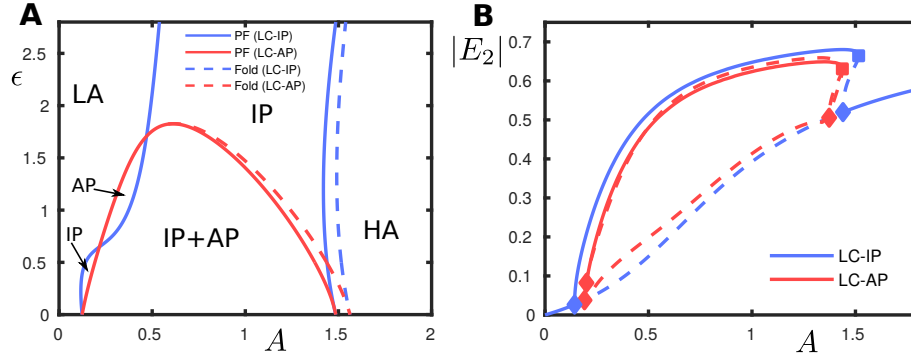 A
ϵ
2.5
2
1.5
1
0.5
0
0 0.5 1 1.5 2
A
PF (LC-IP)
PF (LC-AP)
Fold (LC-IP)
Fold (LC-AP)
LA
IP
AP
IP
IP+AP
HA
B
|E2|
0.7
0.6
0.5
0.4
0.3
0.2
0.1
0
0 0.5 1 1.5
A
LC-IP
LC-AP